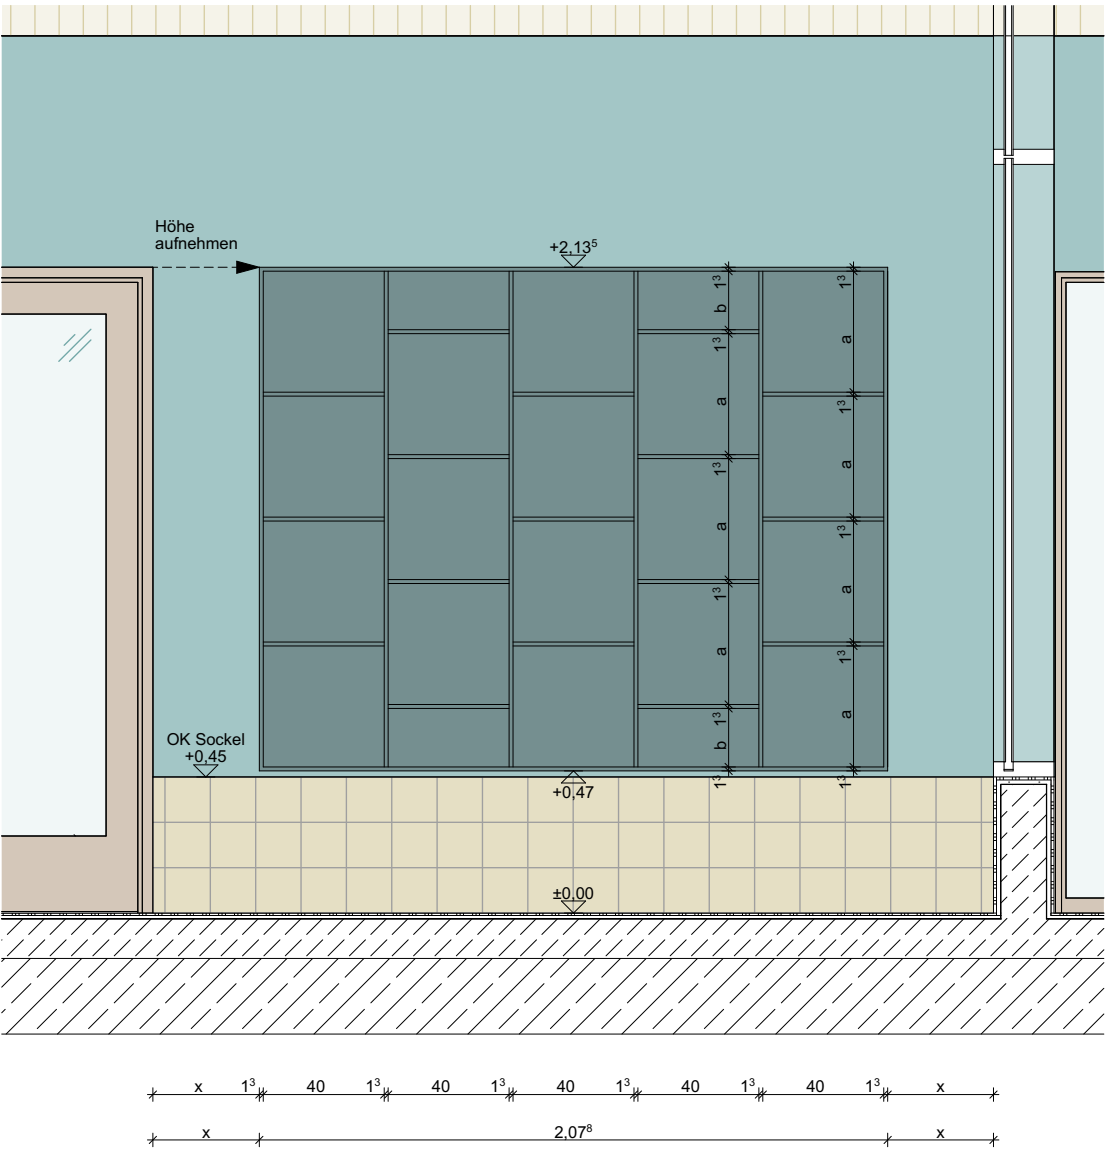 Höhe
aufnehmen
+2,13⁵
1³
b
1³
a
1³
a
1³
a
1³
b
1³
1³
a
1³
a
1³
a
1³
a
1³
OK Sockel
+0,45
+0,47
±0,00
x 1³ 40 1³ 40 1³ 40 1³ 40 1³ 40 1³ x
x 2,07⁸ x